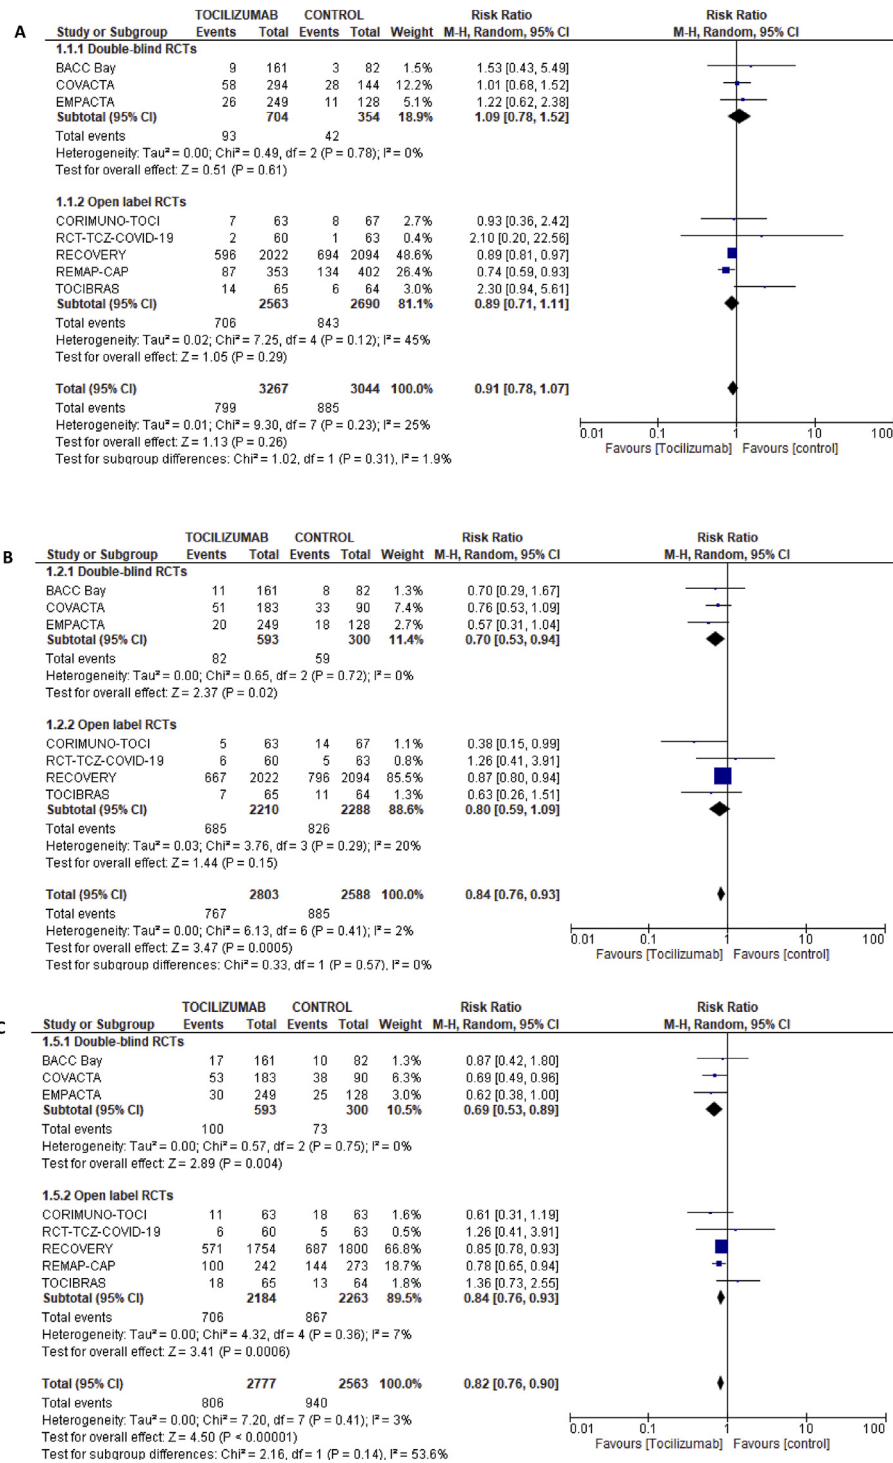 A
TOCILIZUMAB CONTROL Risk Ratio Risk Ratio
Study or Subgroup Events Total Events Total Weight M-H, Random, 95% CI M-H, Random, 95% CI
1.1.1 Double-blind RCTs
BACC Bay 9 161 3 82 1.5% 1.53 [0.43, 5.49]
COVACTA 58 294 28 144 12.2% 1.01 [0.68, 1.52]
EMPACTA 26 249 11 128 5.1% 1.22 [0.62, 2.38]
Subtotal (95% CI) 704 354 18.9% 1.09 [0.78, 1.52]
Total events 93 42
Heterogeneity: Tau² = 0.00; Chi² = 0.49, df = 2 (P = 0.78); I² = 0%
Test for overall effect: Z = 0.51 (P = 0.61)
1.1.2 Open label RCTs
CORIMUNO-TOCI 7 63 8 67 2.7% 0.93 [0.36, 2.42]
RCT-TCZ-COVID-19 2 60 1 63 0.4% 2.10 [0.20, 22.56]
RECOVERY 596 2022 694 2094 48.6% 0.89 [0.81, 0.97]
REMAP-CAP 87 353 134 402 26.4% 0.74 [0.59, 0.93]
TOCIBRAS 14 65 6 64 3.0% 2.30 [0.94, 5.61]
Subtotal (95% CI) 2563 2690 81.1% 0.89 [0.71, 1.11]
Total events 706 843
Heterogeneity: Tau² = 0.02; Chi² = 7.25, df = 4 (P = 0.12); I² = 45%
Test for overall effect: Z = 1.05 (P = 0.29)
Total (95% CI) 3267 3044 100.0% 0.91 [0.78, 1.07]
Total events 799 885
Heterogeneity: Tau² = 0.01; Chi² = 9.30, df = 7 (P = 0.23); I² = 25%
Test for overall effect: Z = 1.13 (P = 0.26)
Test for subgroup differences: Chi² = 1.02, df = 1 (P = 0.31), I² = 1.9%
0.01 0.1 1 10 100
Favours [Tocilizumab] Favours [control]
B
TOCILIZUMAB CONTROL Risk Ratio Risk Ratio
Study or Subgroup Events Total Events Total Weight M-H, Random, 95% CI M-H, Random, 95% CI
1.2.1 Double-blind RCTs
BACC Bay 11 161 8 82 1.3% 0.70 [0.29, 1.67]
COVACTA 51 183 33 90 7.4% 0.76 [0.53, 1.09]
EMPACTA 20 249 18 128 2.7% 0.57 [0.31, 1.04]
Subtotal (95% CI) 593 300 11.4% 0.70 [0.53, 0.94]
Total events 82 59
Heterogeneity: Tau² = 0.00; Chi² = 0.65, df = 2 (P = 0.72); I² = 0%
Test for overall effect: Z = 2.37 (P = 0.02)
1.2.2 Open label RCTs
CORIMUNO-TOCI 5 63 14 67 1.1% 0.38 [0.15, 0.99]
RCT-TCZ-COVID-19 6 60 5 63 0.8% 1.26 [0.41, 3.91]
RECOVERY 667 2022 796 2094 85.5% 0.87 [0.80, 0.94]
TOCIBRAS 7 65 11 64 1.3% 0.63 [0.26, 1.51]
Subtotal (95% CI) 2210 2288 88.6% 0.80 [0.59, 1.09]
Total events 685 826
Heterogeneity: Tau² = 0.03; Chi² = 3.76, df = 3 (P = 0.29); I² = 20%
Test for overall effect: Z = 1.44 (P = 0.15)
Total (95% CI) 2803 2588 100.0% 0.84 [0.76, 0.93]
Total events 767 885
Heterogeneity: Tau² = 0.00; Chi² = 6.13, df = 6 (P = 0.41); I² = 2%
Test for overall effect: Z = 3.47 (P = 0.0005)
Test for subgroup differences: Chi² = 0.33, df = 1 (P = 0.57), I² = 0%
0.01 0.1 1 10 100
Favours [Tocilizumab] Favours [control]
C
TOCILIZUMAB CONTROL Risk Ratio Risk Ratio
Study or Subgroup Events Total Events Total Weight M-H, Random, 95% CI M-H, Random, 95% CI
1.5.1 Double-blind RCTs
BACC Bay 17 161 10 82 1.3% 0.87 [0.42, 1.80]
COVACTA 53 183 38 90 6.3% 0.69 [0.49, 0.96]
EMPACTA 30 249 25 128 3.0% 0.62 [0.38, 1.00]
Subtotal (95% CI) 593 300 10.5% 0.69 [0.53, 0.89]
Total events 100 73
Heterogeneity: Tau² = 0.00; Chi² = 0.57, df = 2 (P = 0.75); I² = 0%
Test for overall effect: Z = 2.89 (P = 0.004)
1.5.2 Open label RCTs
CORIMUNO-TOCI 11 63 18 63 1.6% 0.61 [0.31, 1.19]
RCT-TCZ-COVID-19 6 60 5 63 0.5% 1.26 [0.41, 3.91]
RECOVERY 571 1754 687 1800 66.8% 0.85 [0.78, 0.93]
REMAP-CAP 100 242 144 273 18.7% 0.78 [0.65, 0.94]
TOCIBRAS 18 65 13 64 1.8% 1.36 [0.73, 2.55]
Subtotal (95% CI) 2184 2263 89.5% 0.84 [0.76, 0.93]
Total events 706 867
Heterogeneity: Tau² = 0.00; Chi² = 4.32, df = 4 (P = 0.36); I² = 7%
Test for overall effect: Z = 3.41 (P = 0.0006)
Total (95% CI) 2777 2563 100.0% 0.82 [0.76, 0.90]
Total events 806 940
Heterogeneity: Tau² = 0.00; Chi² = 7.20, df = 7 (P = 0.41); I² = 3%
Test for overall effect: Z = 4.50 (P < 0.00001)
Test for subgroup differences: Chi² = 2.16, df = 1 (P = 0.14), I² = 53.6%
0.01 0.1 1 10 100
Favours [Tocilizumab] Favours [control]